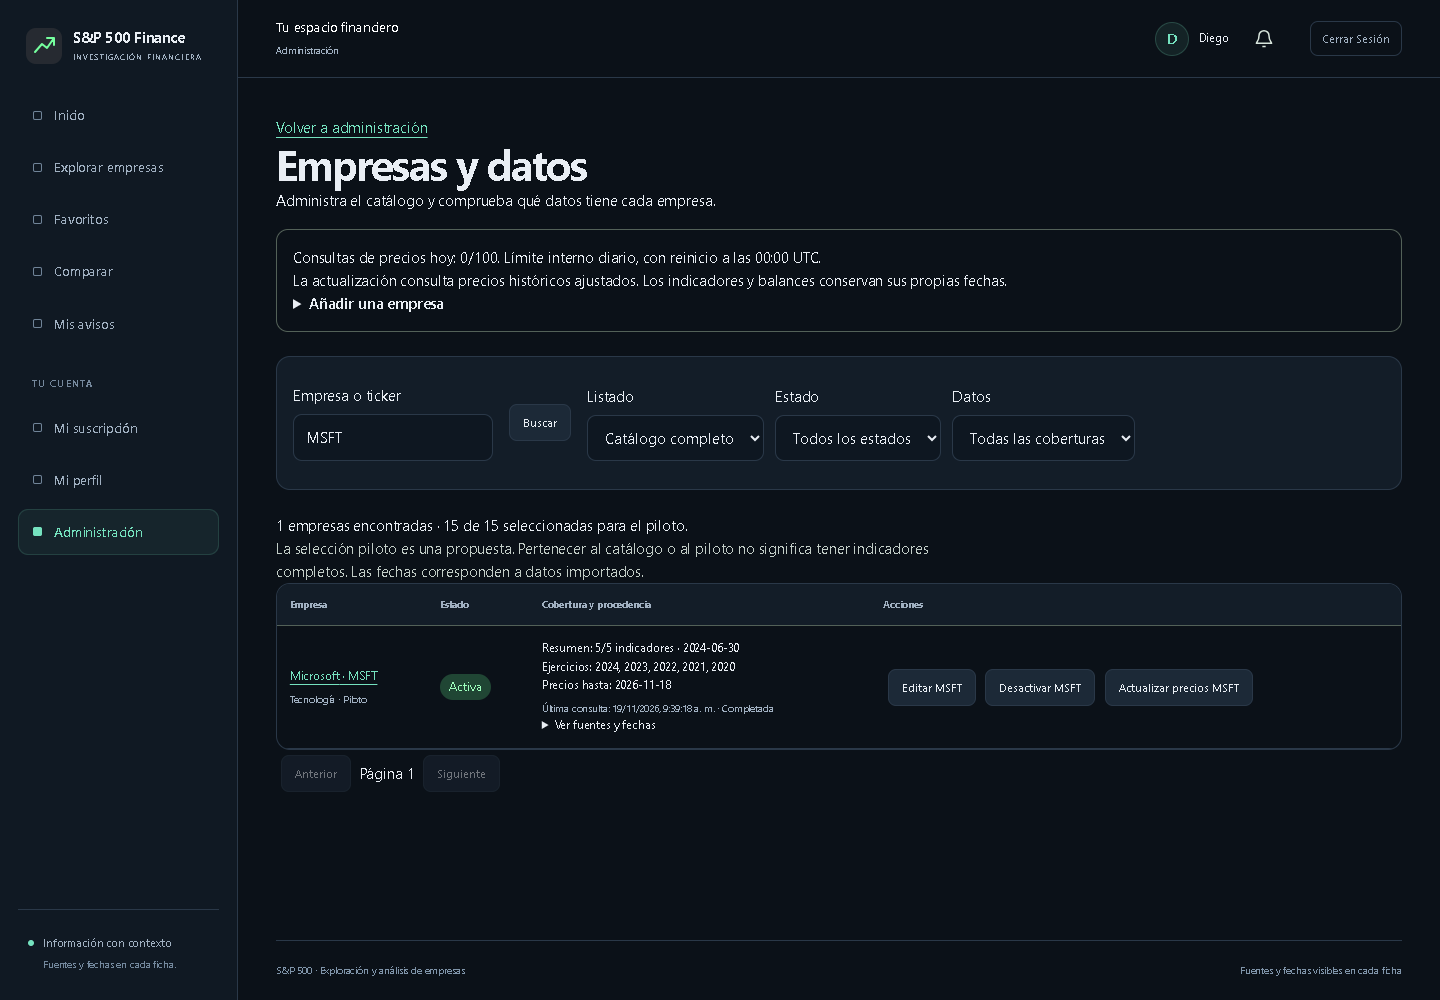 S&P 500 Finance
INVESTIGACIÓN FINANCIERA
Inicio
Explorar empresas
Favoritos
Comparar
Mis avisos
TU CUENTA
Mi suscripción
Mi perfil
Administración
Información con contexto
Fuentes y fechas en cada ficha.
Tu espacio financiero
Administración
D
Diego
Cerrar Sesión
Volver a administración
Empresas y datos
Administra el catálogo y comprueba qué datos tiene cada empresa.
Consultas de precios hoy: 0/100. Límite interno diario, con reinicio a las 00:00 UTC.
La actualización consulta precios históricos ajustados. Los indicadores y balances conservan sus propias fechas.
▶ Añadir una empresa
Empresa o ticker
MSFT
Buscar
Listado
Catálogo completo
Estado
Todos los estados
Datos
Todas las coberturas
1 empresas encontradas · 15 de 15 seleccionadas para el piloto.
La selección piloto es una propuesta. Pertenecer al catálogo o al piloto no significa tener indicadores
completos. Las fechas corresponden a datos importados.
Empresa Estado Cobertura y procedencia Acciones
Microsoft · MSFT
Tecnología · Piloto
Activa
Resumen: 5/5 indicadores · 2024-06-30
Ejercicios: 2024, 2023, 2022, 2021, 2020
Precios hasta: 2026-11-18
Última consulta: 19/11/2026, 9:39:18 a. m. · Completada
▶ Ver fuentes y fechas
Editar MSFT
Desactivar MSFT
Actualizar precios MSFT
Anterior
Página 1
Siguiente
S&P 500 · Exploración y análisis de empresas
Fuentes y fechas visibles en cada ficha